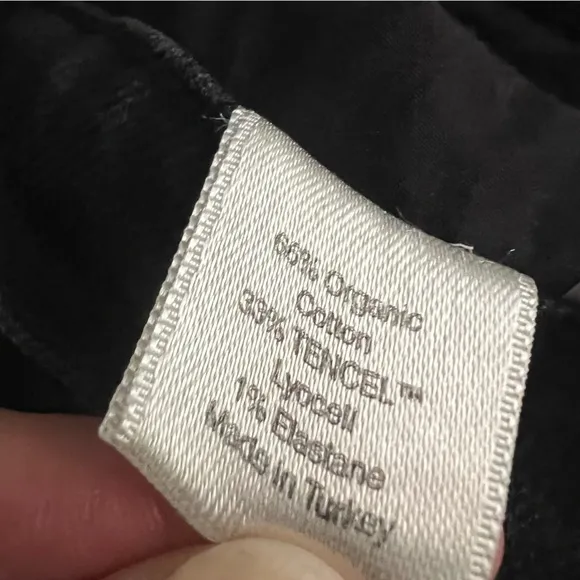 66% Organic
Cotton
33% TENCEL™
Lyocell
1% Elastane
Made in Turkey